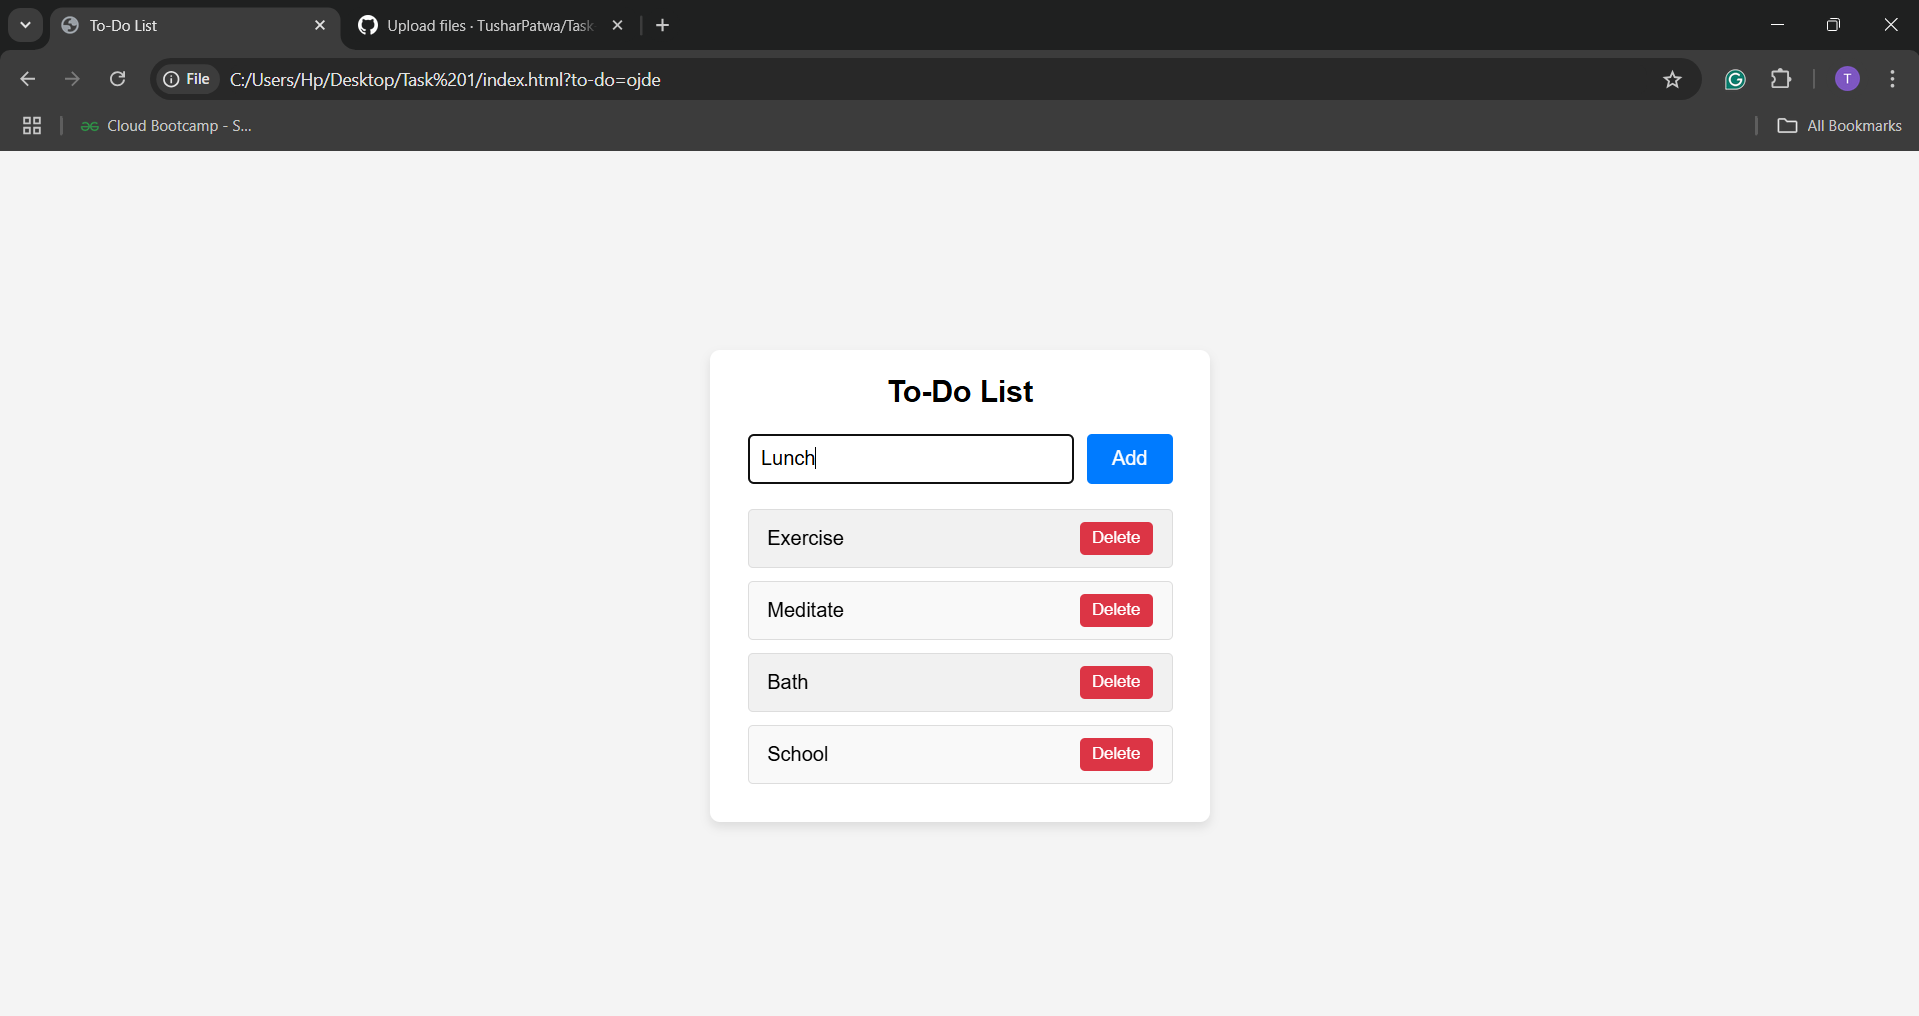 To-Do List
Upload files · TusharPatwa/Task
File
C:/Users/Hp/Desktop/Task%201/index.html?to-do=ojde
T
Cloud Bootcamp - S...
All Bookmarks
To-Do List
Lunch
Add
Exercise
Delete
Meditate
Delete
Bath
Delete
School
Delete